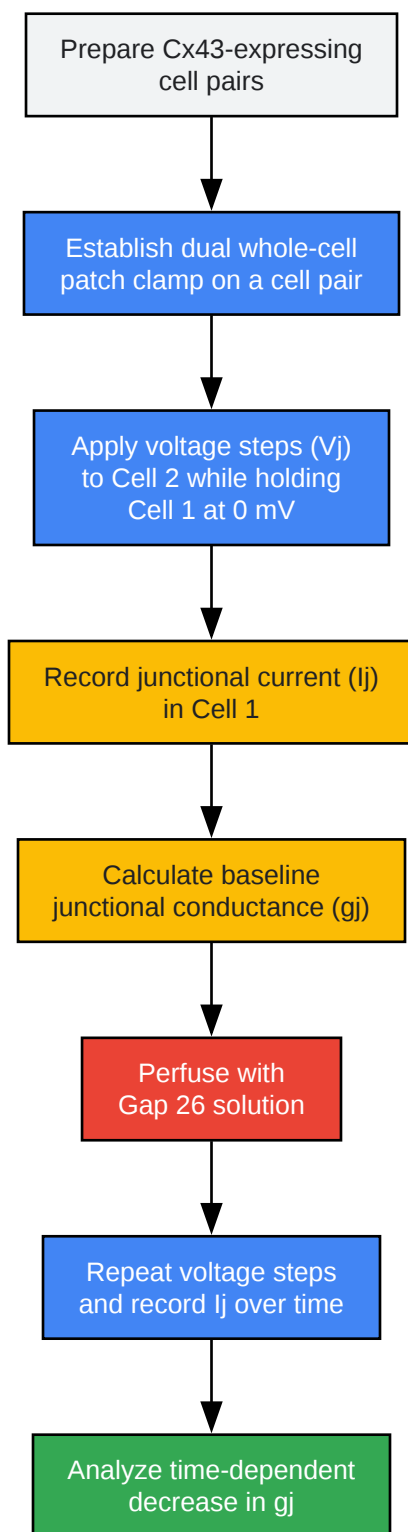 Prepare Cx43-expressing
cell pairs
Establish dual whole-cell
patch clamp on a cell pair
Apply voltage steps (Vj)
to Cell 2 while holding
Cell 1 at 0 mV
Record junctional current (Ij)
in Cell 1
Calculate baseline
junctional conductance (gj)
Perfuse with
Gap 26 solution
Repeat voltage steps
and record Ij over time
Analyze time-dependent
decrease in gj